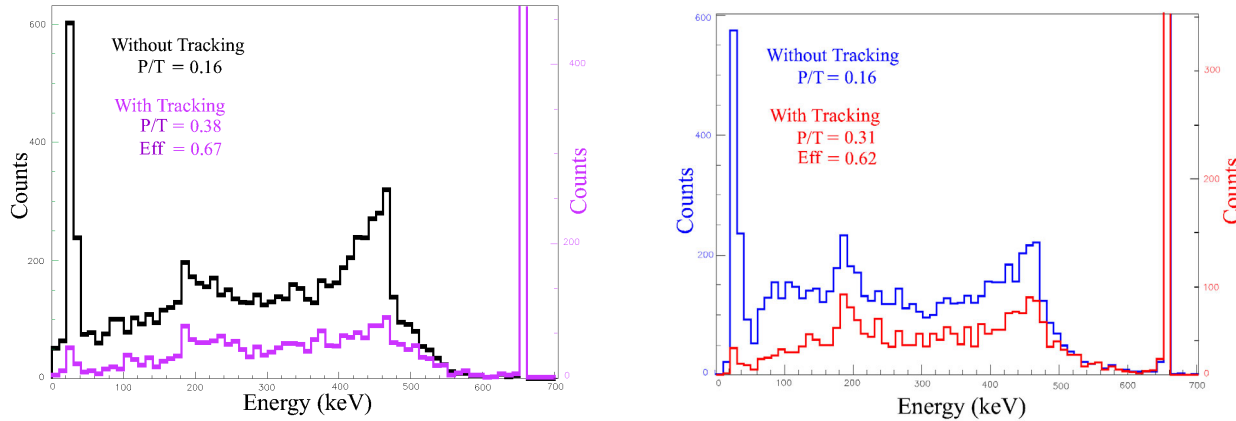 600
400
200
0
Counts
Without Tracking
P/T = 0.16
With Tracking
P/T = 0.38
Eff = 0.67
400
200
0
Counts
0 100 200 300 400 500 600 700
Energy (keV)
600
400
200
0
Counts
Without Tracking
P/T = 0.16
With Tracking
P/T = 0.31
Eff = 0.62
300
200
100
0
Counts
0 100 200 300 400 500 600 700
Energy (keV)